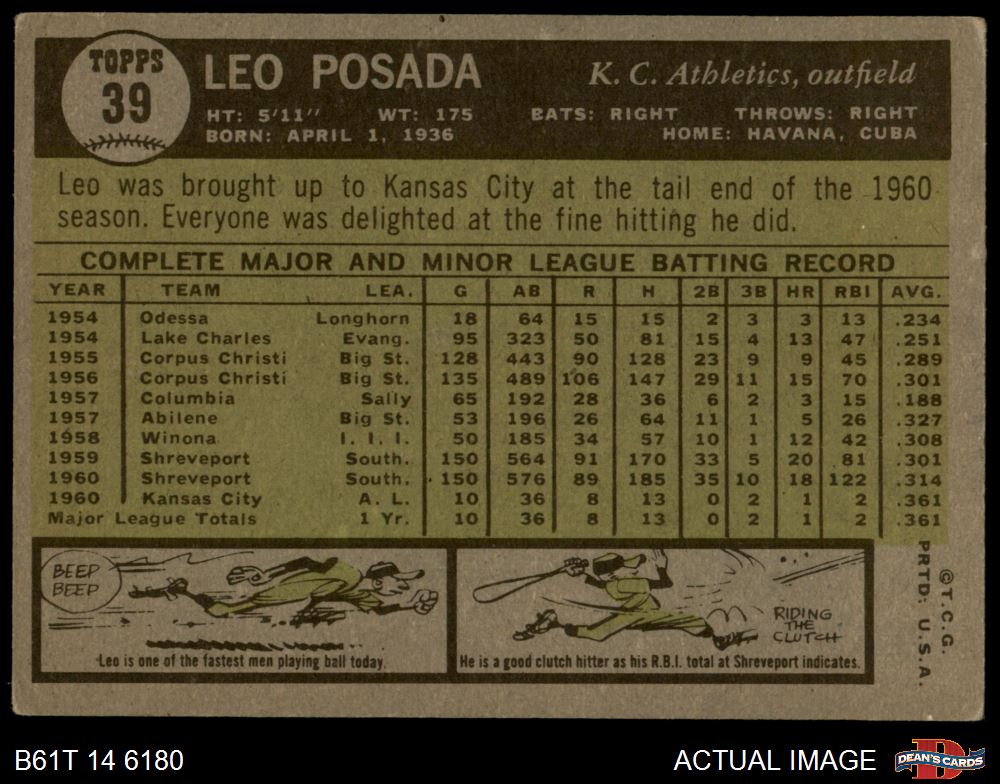 TOPPS
39
LEO POSADA
K. C. Athletics, outfield
HT: 5'11" WT: 175 BATS: RIGHT THROWS: RIGHT
BORN: APRIL 1, 1936 HOME: HAVANA, CUBA
Leo was brought up to Kansas City at the tail end of the 1960
season. Everyone was delighted at the fine hitting he did.
COMPLETE MAJOR AND MINOR LEAGUE BATTING RECORD
YEAR TEAM LEA. G AB R H 2B 3B HR RBI AVG.
1954 Odessa Longhorn 18 64 15 15 2 3 3 13 .234
1954 Lake Charles Evang. 95 323 50 81 15 4 13 47 .251
1955 Corpus Christi Big St. 128 443 90 128 23 9 9 45 .289
1956 Corpus Christi Big St. 135 489 106 147 29 11 15 70 .301
1957 Columbia Sally 65 192 28 36 6 2 3 15 .188
1957 Abilene Big St. 53 196 26 64 11 1 5 26 .327
1958 Winona I. I. I. 50 185 34 57 10 1 12 42 .308
1959 Shreveport South. 150 564 91 170 33 5 20 81 .301
1960 Shreveport South. 150 576 89 185 35 10 18 122 .314
1960 Kansas City A. L. 10 36 8 13 0 2 1 2 .361
Major League Totals 1 Yr. 10 36 8 13 0 2 1 2 .361
BEEP
BEEP
Leo is one of the fastest men playing ball today.
RIDING
THE
CLUTCH
He is a good clutch hitter as his R.B.I. total at Shreveport indicates.
© T.C.G.
PRTD: U.S.A.
B61T 14 6180
ACTUAL IMAGE
D
DEAN'S CARDS